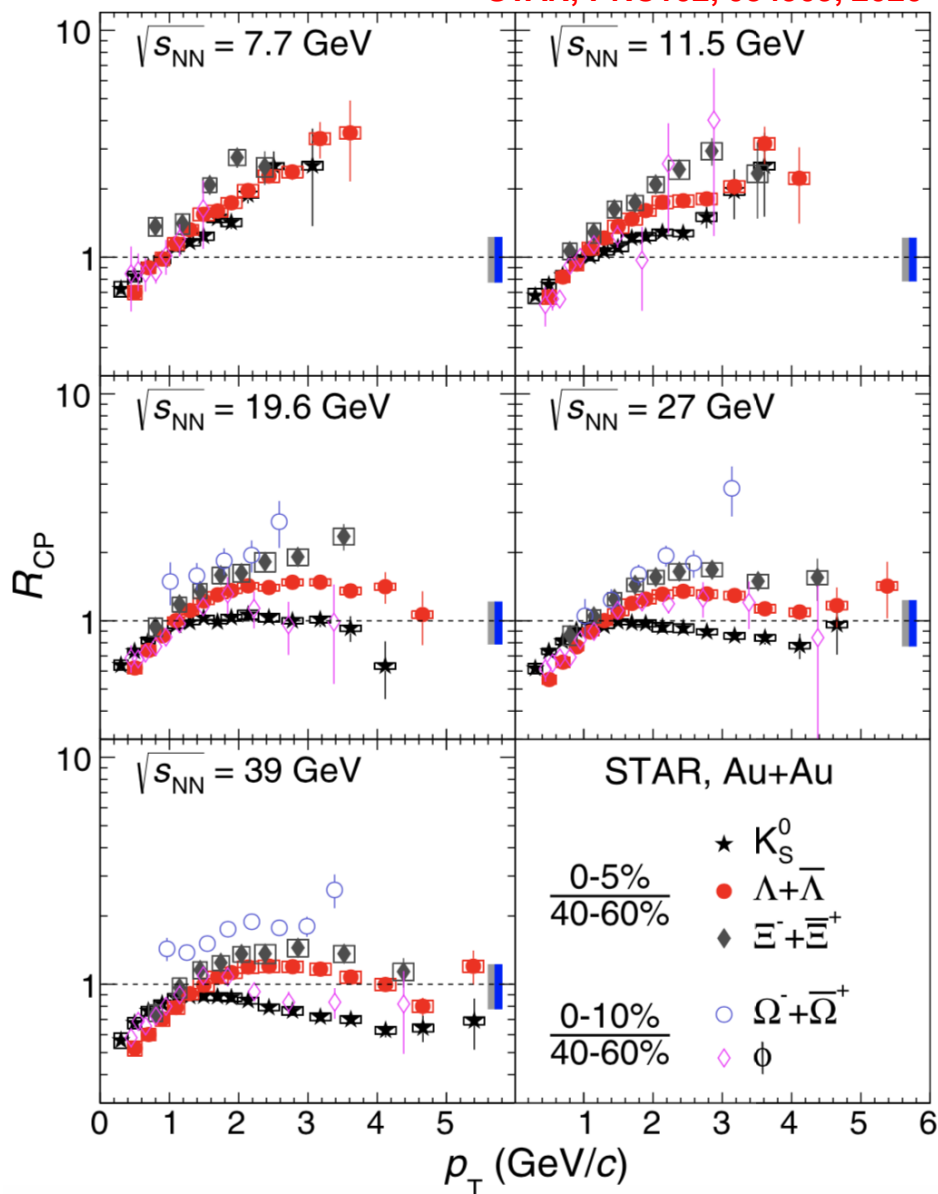 10
√sNN = 7.7 GeV
√sNN = 11.5 GeV
1
10
√sNN = 19.6 GeV
√sNN = 27 GeV
RCP
1
10
√sNN = 39 GeV
STAR, Au+Au
0-5%
40-60%
K0S
Λ+Λ̅
Ξ-+Ξ̅+
0-10%
40-60%
Ω-+Ω̅+
ϕ
1
0 1 2 3 4 5
1 2 3 4 5 6
pT (GeV/c)